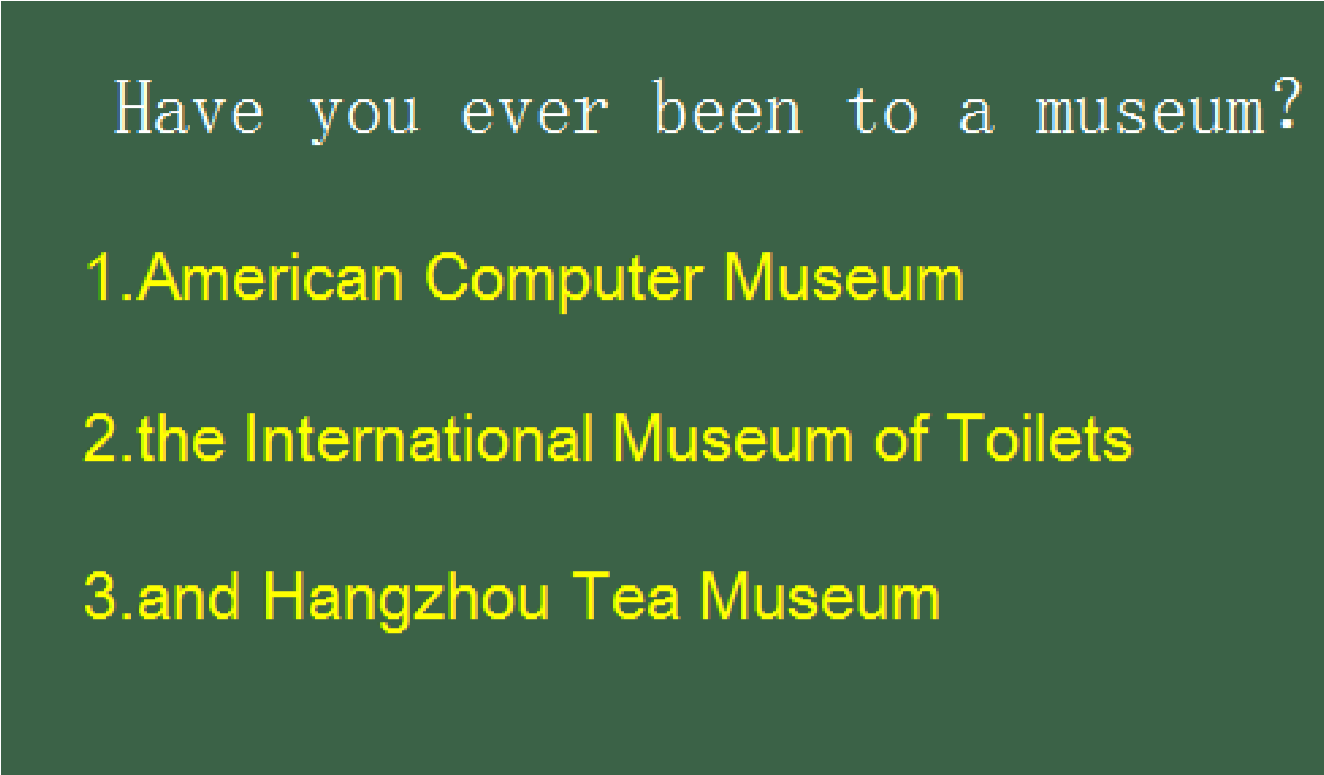 Have you ever been to a museum?
1.American Computer Museum
2.the International Museum of Toilets
3.and Hangzhou Tea Museum